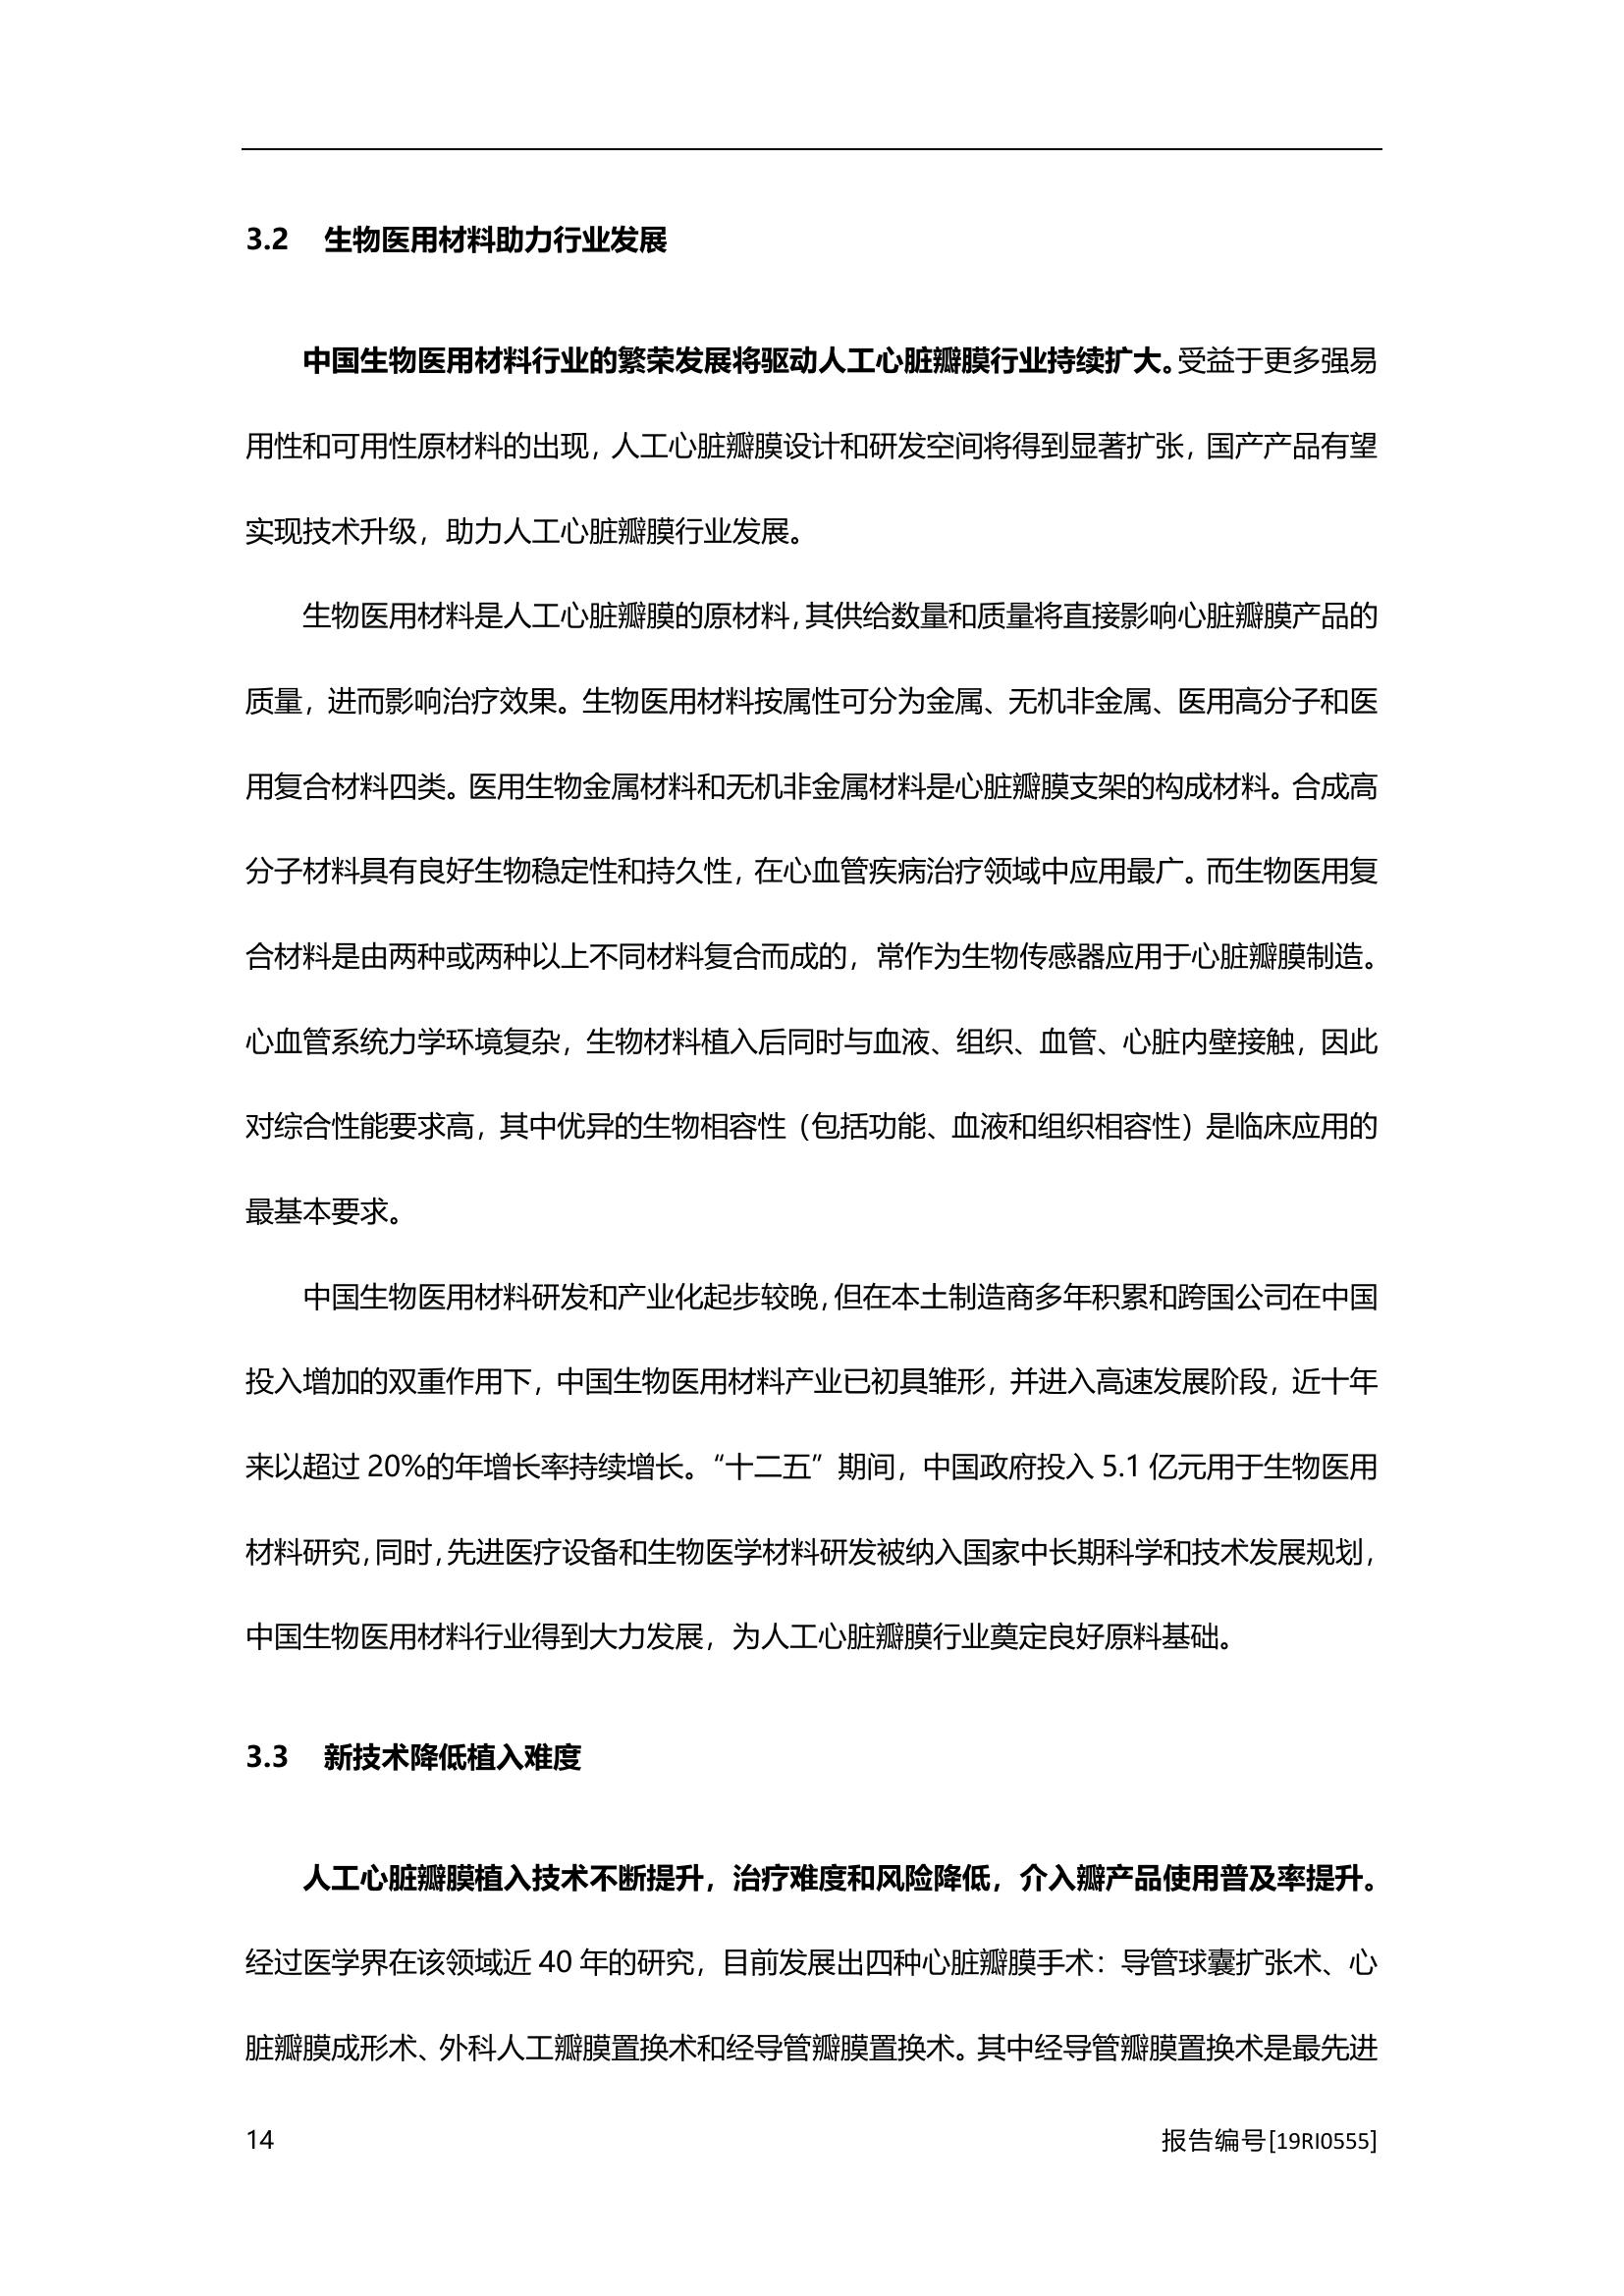 3.2 生物医用材料助力行业发展
中国生物医用材料行业的繁荣发展将驱动人工心脏瓣膜行业持续扩大。受益于更多强易
用性和可用性原材料的出现，人工心脏瓣膜设计和研发空间将得到显著扩张，国产产品有望
实现技术升级，助力人工心脏瓣膜行业发展。
生物医用材料是人工心脏瓣膜的原材料，其供给数量和质量将直接影响心脏瓣膜产品的
质量，进而影响治疗效果。生物医用材料按属性可分为金属、无机非金属、医用高分子和医
用复合材料四类。医用生物金属材料和无机非金属材料是心脏瓣膜支架的构成材料。合成高
分子材料具有良好生物稳定性和持久性，在心血管疾病治疗领域中应用最广。而生物医用复
合材料是由两种或两种以上不同材料复合而成的，常作为生物传感器应用于心脏瓣膜制造。
心血管系统力学环境复杂，生物材料植入后同时与血液、组织、血管、心脏内壁接触，因此
对综合性能要求高，其中优异的生物相容性（包括功能、血液和组织相容性）是临床应用的
最基本要求。
中国生物医用材料研发和产业化起步较晚，但在本土制造商多年积累和跨国公司在中国
投入增加的双重作用下，中国生物医用材料产业已初具雏形，并进入高速发展阶段，近十年
来以超过 20%的年增长率持续增长。“十二五”期间，中国政府投入 5.1 亿元用于生物医用
材料研究，同时，先进医疗设备和生物医学材料研发被纳入国家中长期科学和技术发展规划，
中国生物医用材料行业得到大力发展，为人工心脏瓣膜行业奠定良好原料基础。
3.3 新技术降低植入难度
人工心脏瓣膜植入技术不断提升，治疗难度和风险降低，介入瓣产品使用普及率提升。
经过医学界在该领域近 40 年的研究，目前发展出四种心脏瓣膜手术：导管球囊扩张术、心
脏瓣膜成形术、外科人工瓣膜置换术和经导管瓣膜置换术。其中经导管瓣膜置换术是最先进
14 报告编号[19RI0555]